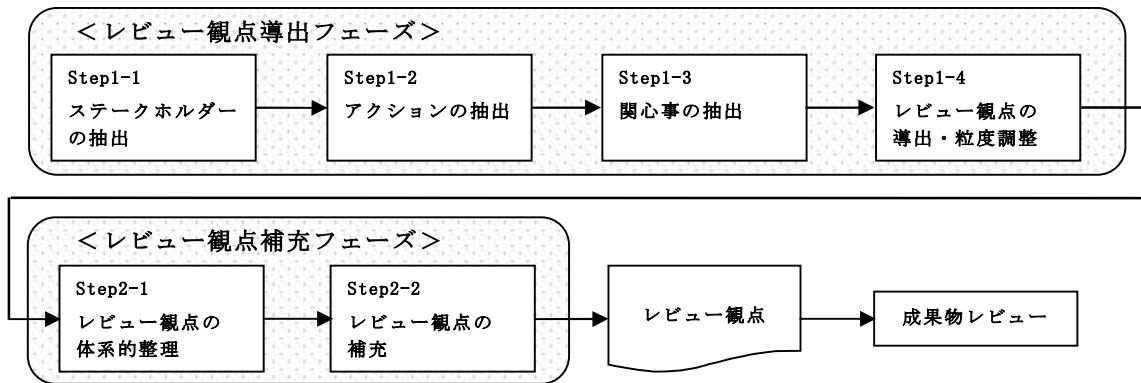 ＜レビュー観点導出フェーズ＞
Step1-1
ステークホルダー
の抽出
Step1-2
アクションの抽出
Step1-3
関心事の抽出
Step1-4
レビュー観点の
導出・粒度調整
＜レビュー観点補充フェーズ＞
Step2-1
レビュー観点の
体系的整理
Step2-2
レビュー観点の
補充
レビュー観点
成果物レビュー